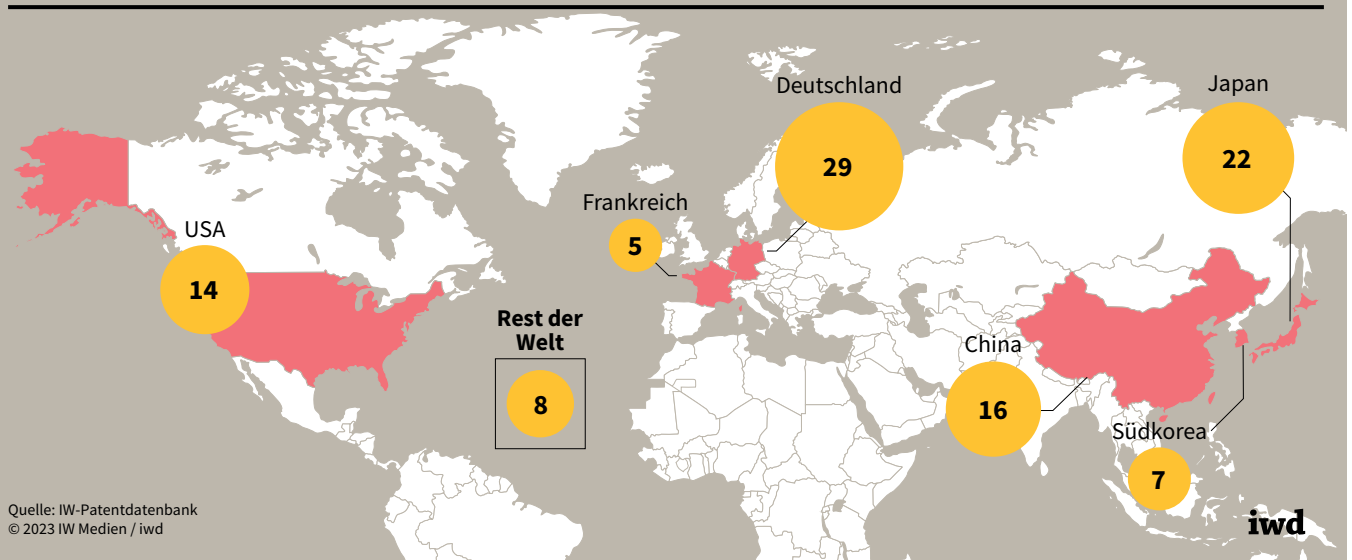 Deutschland
29
Japan
22
Frankreich
5
USA
14
Rest der
Welt
8
China
16
Südkorea
7
Quelle: IW-Patentdatenbank
© 2023 IW Medien / iwd
iwd